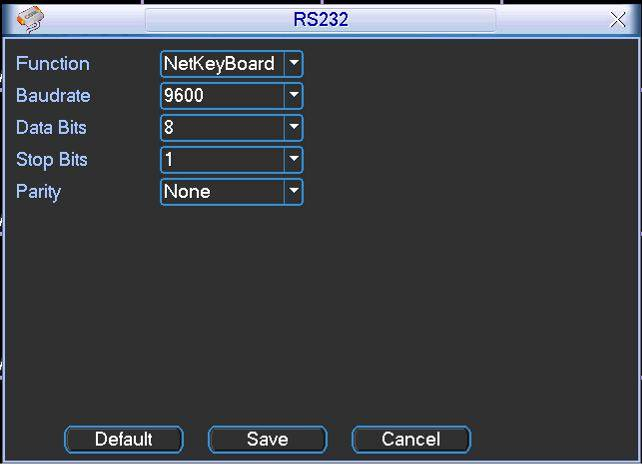 RS232
Function NetKeyBoard
Baudrate 9600
Data Bits 8
Stop Bits 1
Parity None
Default Save Cancel